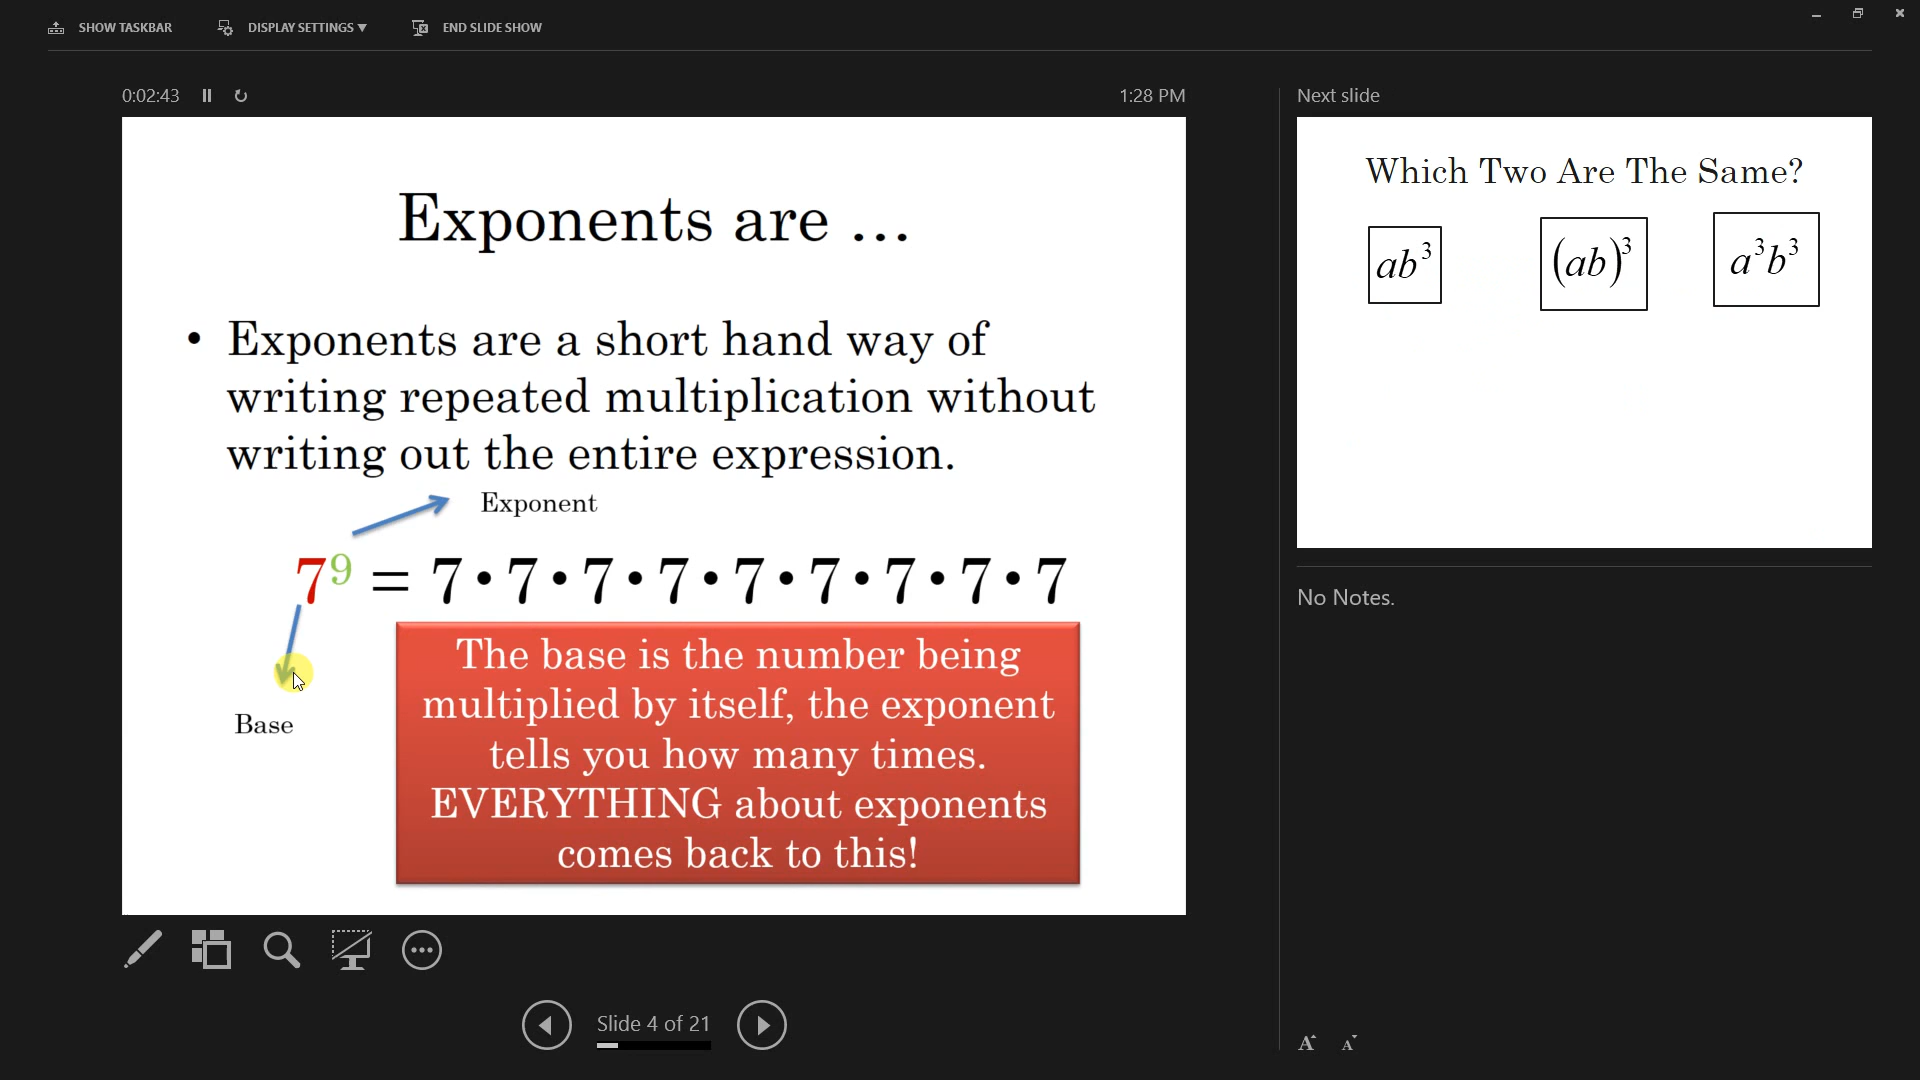 SHOW TASKBAR
DISPLAY SETTINGS ▼
END SLIDE SHOW
0:02:43
1:28 PM
Next slide
Exponents are …
• Exponents are a short hand way of
writing repeated multiplication without
writing out the entire expression.
Exponent
7⁹ = 7 • 7 • 7 • 7 • 7 • 7 • 7 • 7 • 7
Base
The base is the number being
multiplied by itself, the exponent
tells you how many times.
EVERYTHING about exponents
comes back to this!
Which Two Are The Same?
ab³
(ab)³
a³b³
No Notes.
Slide 4 of 21
A A